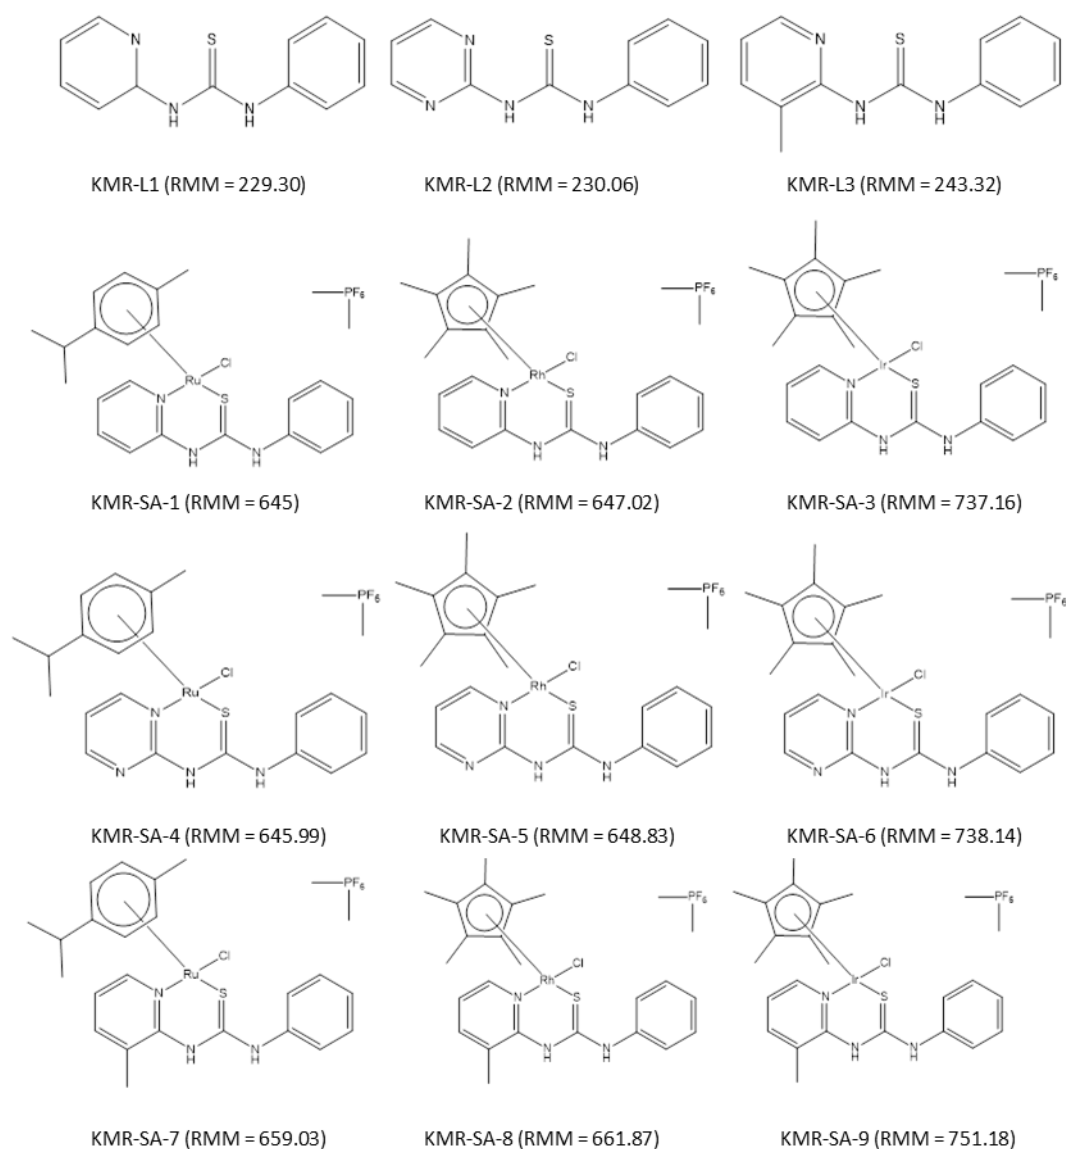 N S N H N H
KMR-L1 (RMM = 229.30)
N N S N H N H
KMR-L2 (RMM = 230.06)
N S N H N H
KMR-L3 (RMM = 243.32)
PF6 Ru Cl N S N H N H
KMR-SA-1 (RMM = 645)
PF6 Rh Cl N S N H N H
KMR-SA-2 (RMM = 647.02)
PF6 Ir Cl N S N H N H
KMR-SA-3 (RMM = 737.16)
PF6 Ru Cl N S N N H N H
KMR-SA-4 (RMM = 645.99)
PF6 Rh Cl N S N N H N H
KMR-SA-5 (RMM = 648.83)
PF6 Ir Cl N S N N H N H
KMR-SA-6 (RMM = 738.14)
PF6 Ru Cl N S N H N H
KMR-SA-7 (RMM = 659.03)
PF6 Rh Cl N S N H N H
KMR-SA-8 (RMM = 661.87)
PF6 Ir Cl N S N H N H
KMR-SA-9 (RMM = 751.18)